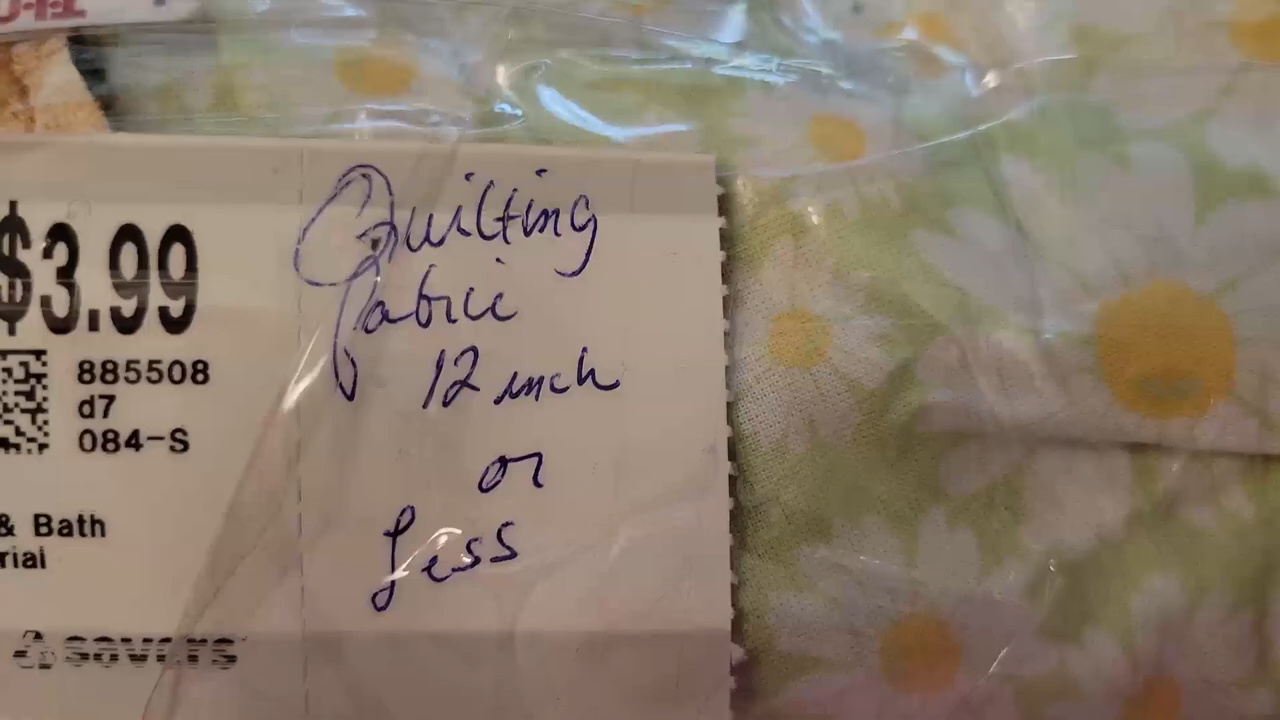 $3.99
885508
d7
084-S
& Bath
rial
savers
Quilting
fabric
12 inch
or
Less